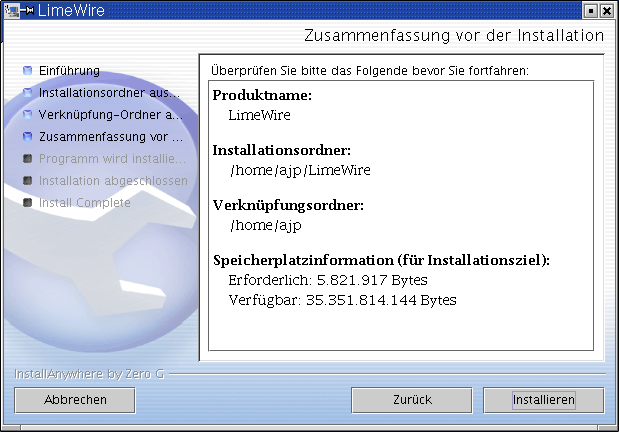 LimeWire
Zusammenfassung vor der Installation
Einführung
Installationsordner aus...
Verknüpfung-Ordner a...
Zusammenfassung vor ...
Programm wird installie...
Installation abgeschlossen
Install Complete
Überprüfen Sie bitte das Folgende bevor Sie fortfahren:
Produktname:
LimeWire
Installationsordner:
/home/ajp/LimeWire
Verknüpfungsordner:
/home/ajp
Speicherplatzinformation (für Installationsziel):
Erforderlich: 5.821.917 Bytes
Verfügbar: 35.351.814.144 Bytes
InstallAnywhere by Zero G
Abbrechen
Zurück
Installieren